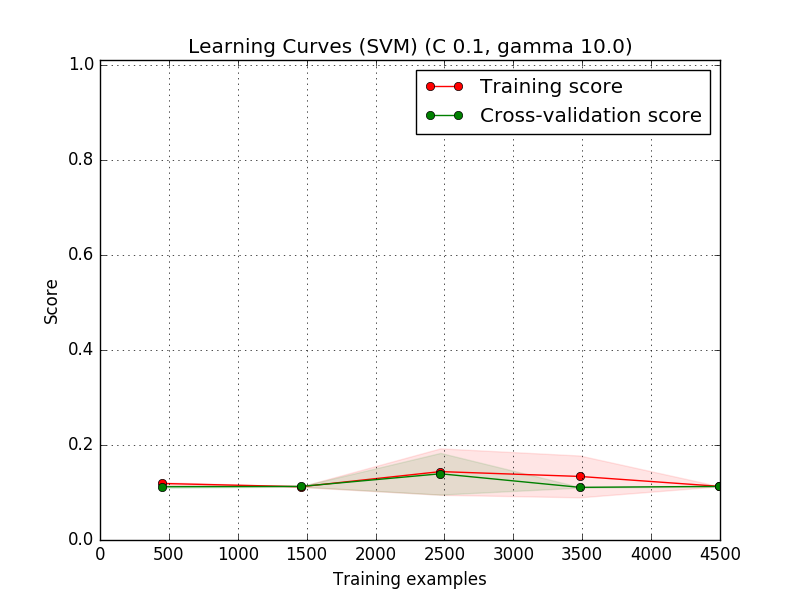 Learning Curves (SVM) (C 0.1, gamma 10.0)
Training score
Cross-validation score
1.0
0.8
0.6
0.4
0.2
0.0
Score
0 500 1000 1500 2000 2500 3000 3500 4000 4500
Training examples